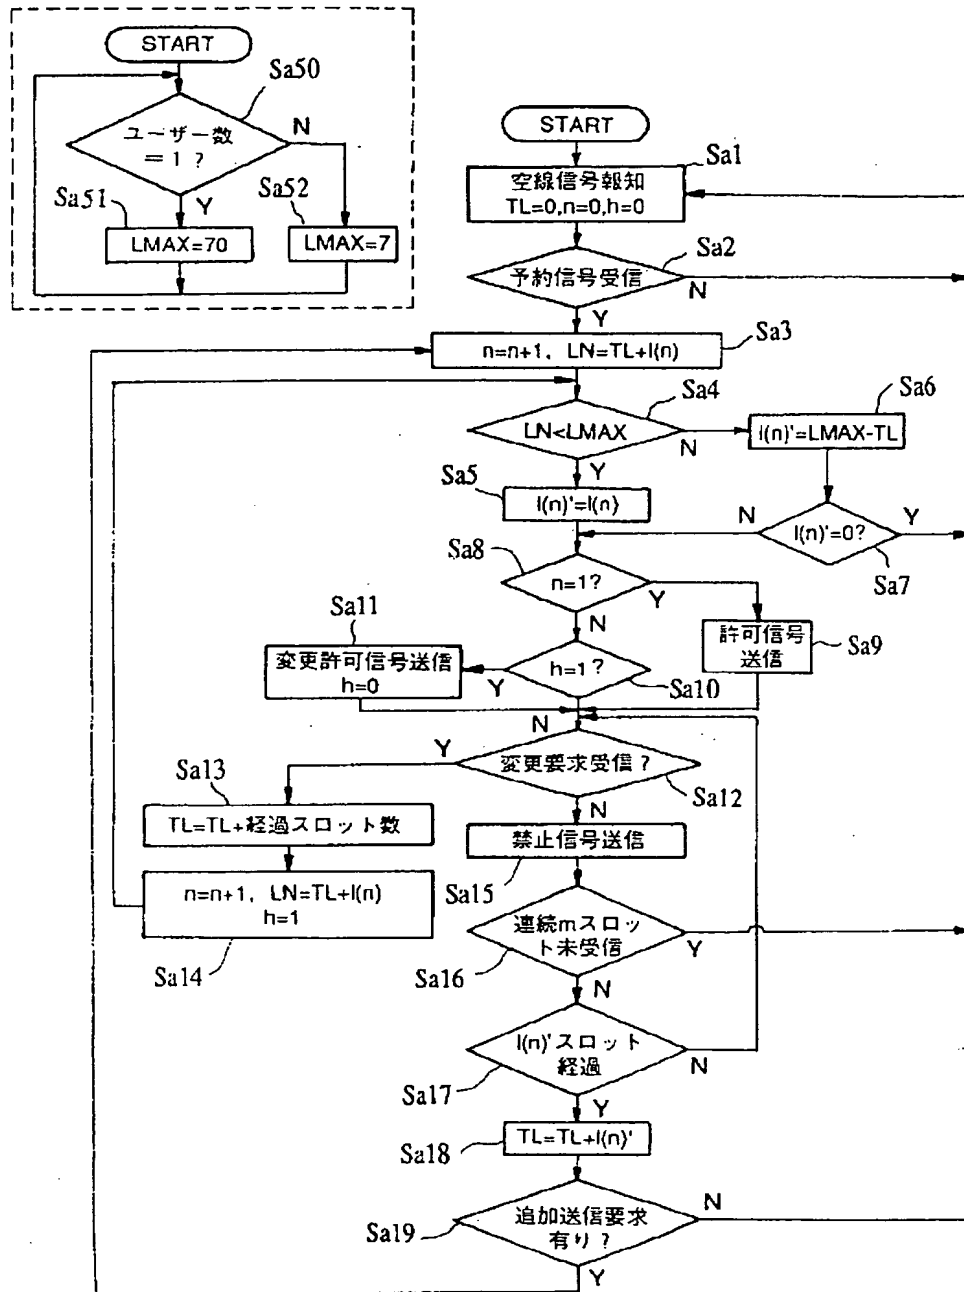 START
Sa50
ユーザー数
=1?
N
Sa51
Y
Sa52
LMAX=70
LMAX=7
START
Sa1
空線信号報知
TL=0,n=0,h=0
Sa2
予約信号受信
N
Y
Sa3
n=n+1, LN=TL+l(n)
Sa4
LN<LMAX
N
Y
Sa6
l(n)'=LMAX-TL
Sa5
l(n)'=l(n)
N
l(n)'=0?
Y
Sa7
Sa8
n=1?
Y
N
Sa9
許可信号
送信
Sa11
変更許可信号送信
h=0
h=1?
Y
Sa10
N
Y
変更要求受信?
Sa12
N
Sa13
TL=TL+経過スロット数
n=n+1, LN=TL+l(n)
h=1
Sa14
禁止信号送信
Sa15
連続mスロッ
ト未受信
Y
Sa16
N
l(n)'スロット
経過
N
Sa17
Y
Sa18
TL=TL+l(n)'
追加送信要求
有り?
N
Sa19
Y